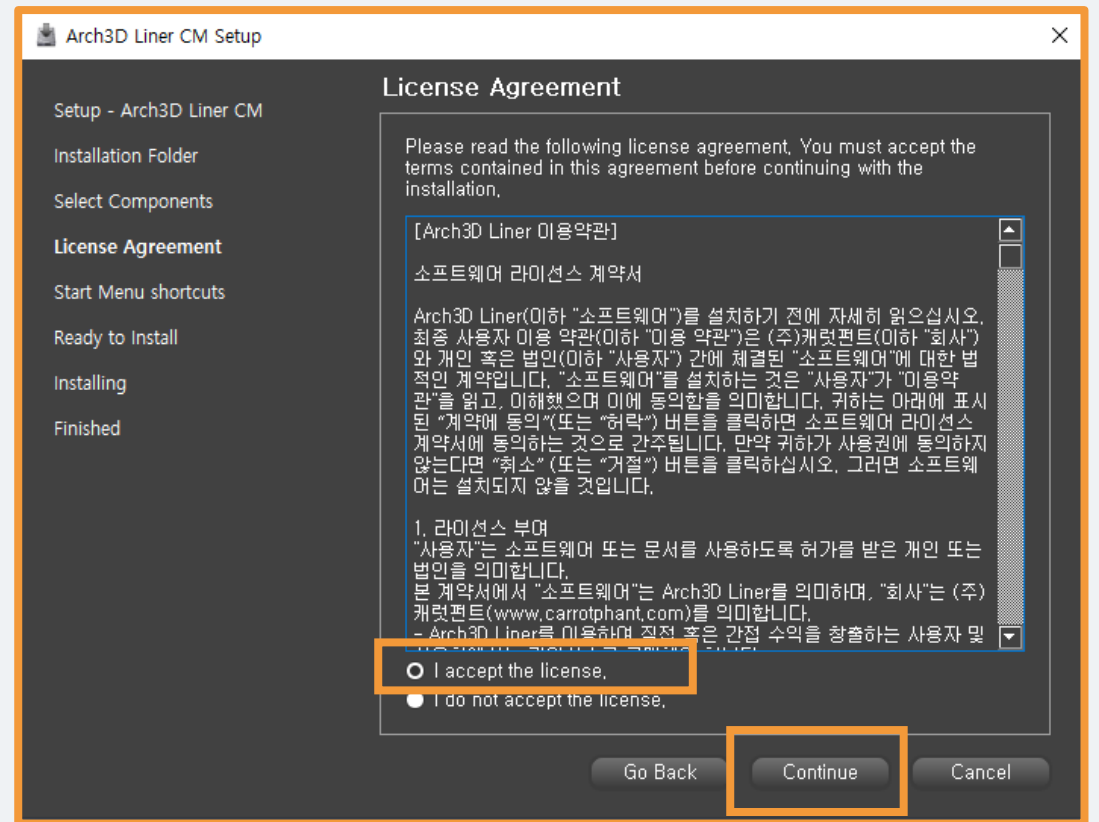 Arch3D Liner CM Setup
Setup - Arch3D Liner CM
Installation Folder
Select Components
License Agreement
Start Menu shortcuts
Ready to Install
Installing
Finished
License Agreement
Please read the following license agreement. You must accept the
terms contained in this agreement before continuing with the
installation.
[Arch3D Liner 이용약관]
소프트웨어 라이선스 계약서
Arch3D Liner(이하 "소프트웨어")를 설치하기 전에 자세히 읽으십시오.
최종 사용자 이용 약관(이하 "이용 약관")은 (주)캐럿펀트(이하 "회사")
와 개인 혹은 법인(이하 "사용자") 간에 체결된 "소프트웨어"에 대한 법
적인 계약입니다. "소프트웨어"를 설치하는 것은 "사용자"가 "이용약
관"을 읽고, 이해했으며 이에 동의함을 의미합니다. 귀하는 아래에 표시
된 “계약에 동의”(또는 “허락”) 버튼을 클릭하면 소프트웨어 라이선스
계약서에 동의하는 것으로 간주됩니다. 만약 귀하가 사용권에 동의하지
않는다면 “취소” (또는 “거절”) 버튼을 클릭하십시오. 그러면 소프트웨
어는 설치되지 않을 것입니다.
1. 라이선스 부여
"사용자"는 소프트웨어 또는 문서를 사용하도록 허가를 받은 개인 또는
법인을 의미합니다.
본 계약서에서 "소프트웨어"는 Arch3D Liner를 의미하며, "회사"는 (주)
캐럿펀트(www.carrotphant.com)를 의미합니다.
- Arch3D Liner를 이용하여 직접 혹은 간접 수익을 창출하는 사용자 및
I accept the license.
I do not accept the license.
Go Back
Continue
Cancel